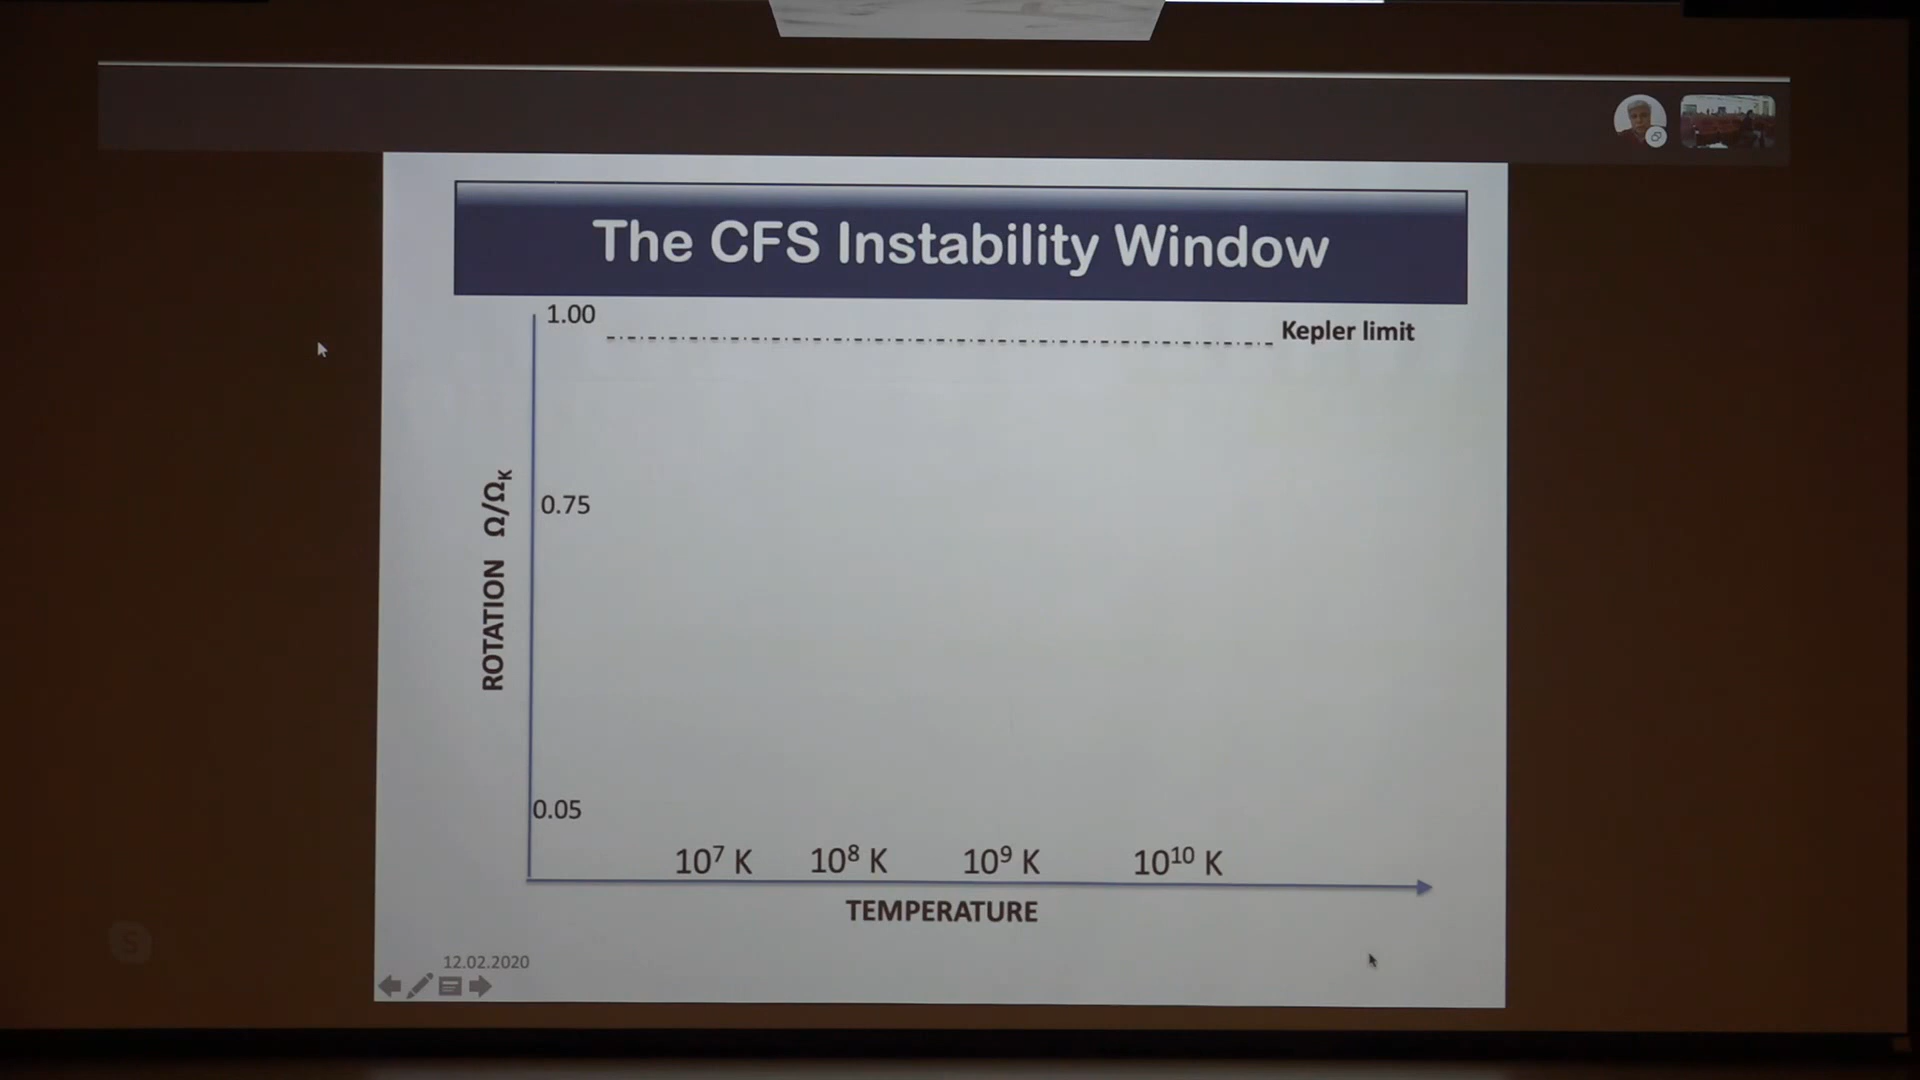 The CFS Instability Window
1.00
Kepler limit
0.75
ROTATION Ω/Ωₖ
0.05
10⁷ K 10⁸ K 10⁹ K 10¹⁰ K
TEMPERATURE
12.02.2020
S